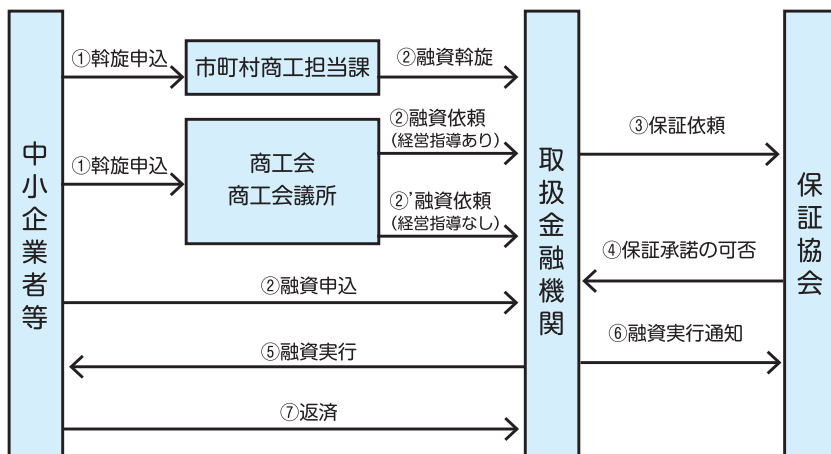 中小企業者等
①斡旋申込
市町村商工担当課
②融資斡旋
①斡旋申込
商工会
商工会議所
②融資依頼
(経営指導あり)
②’融資依頼
(経営指導なし)
②融資申込
⑤融資実行
⑦返済
取扱金融機関
③保証依頼
④保証承諾の可否
⑥融資実行通知
保証協会